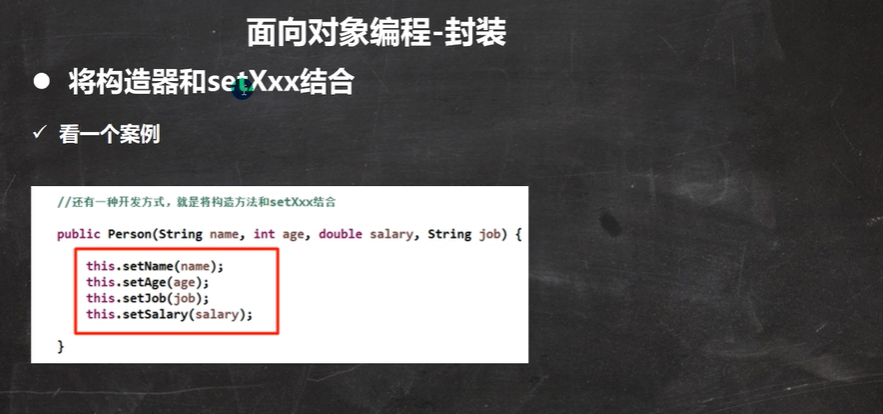 面向对象编程-封装
将构造器和setXxx结合
看一个案例
//还有一种开发方式，就是将构造方法和setXxx结合
public Person(String name, int age, double salary, String job) {
this.setName(name);
this.setAge(age);
this.setJob(job);
this.setSalary(salary);
}